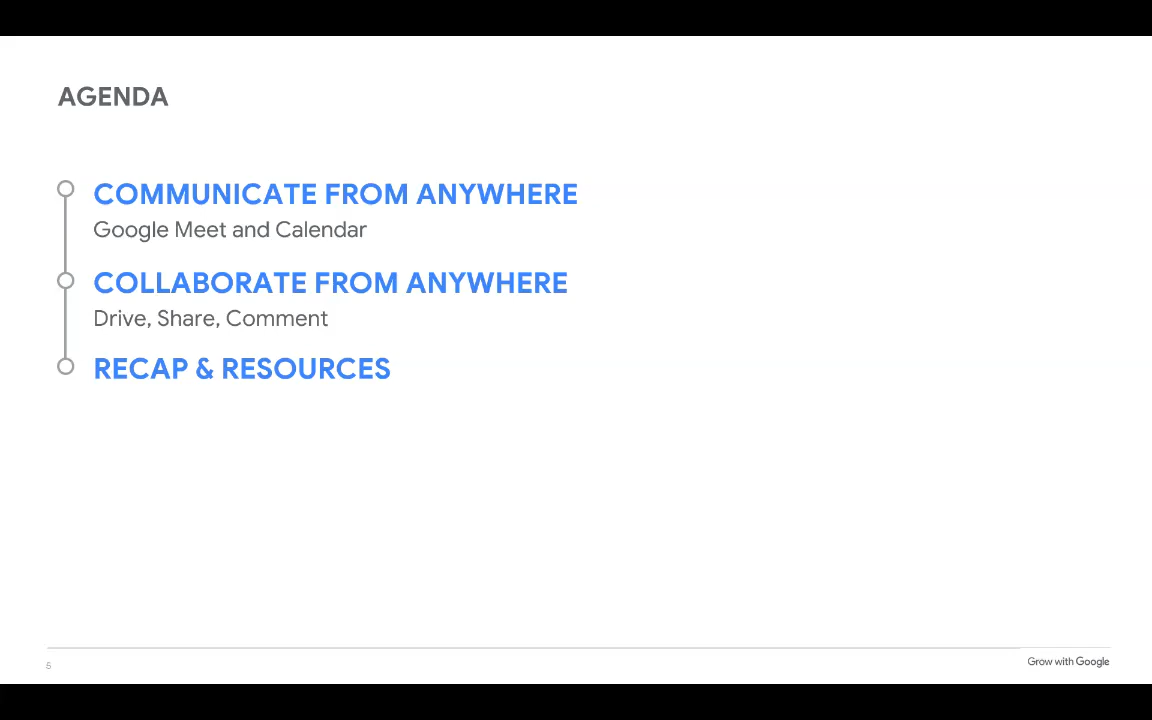 AGENDA
COMMUNICATE FROM ANYWHERE
Google Meet and Calendar
COLLABORATE FROM ANYWHERE
Drive, Share, Comment
RECAP & RESOURCES
5
Grow with Google